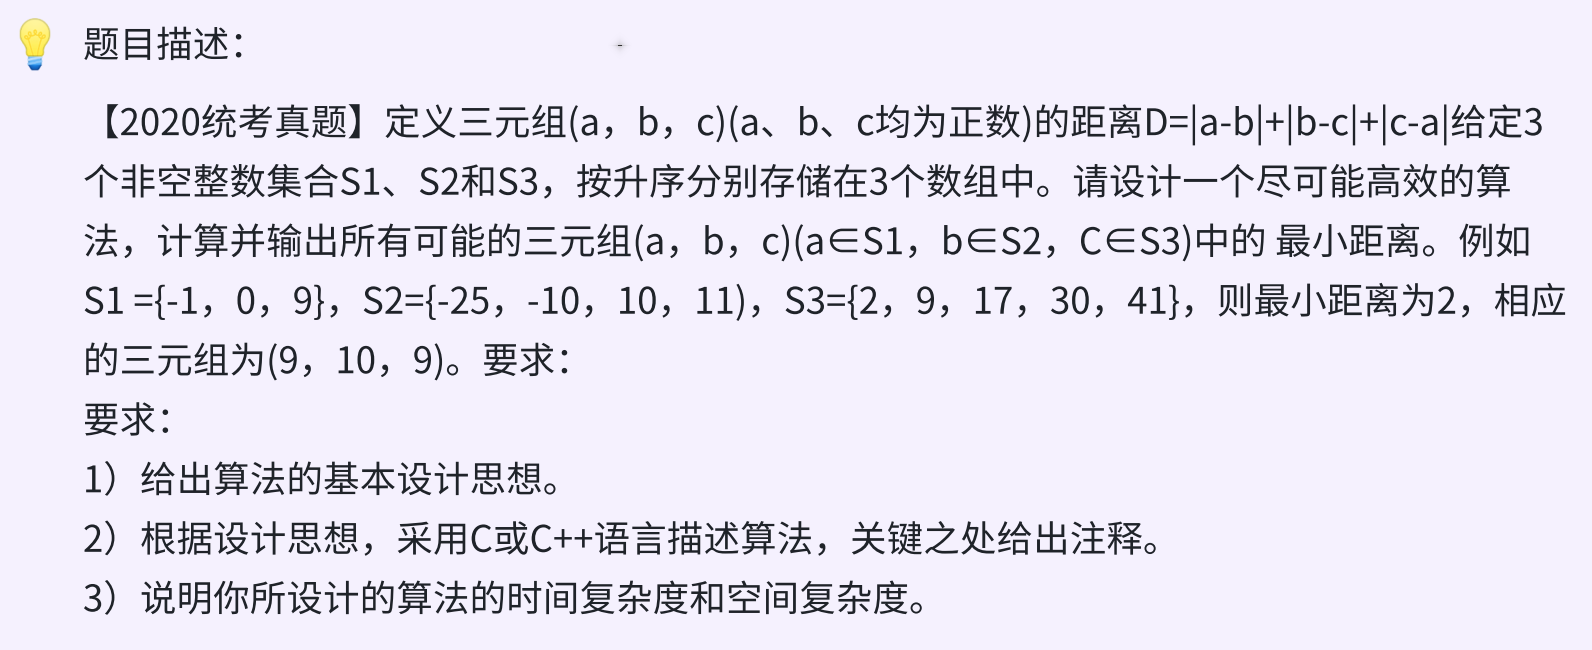 题目描述：
【2020统考真题】定义三元组(a，b，c)(a、b、c均为正数)的距离D=|a-b|+|b-c|+|c-a|给定3
个非空整数集合S1、S2和S3，按升序分别存储在3个数组中。请设计一个尽可能高效的算
法，计算并输出所有可能的三元组(a，b，c)(a∈S1，b∈S2，C∈S3)中的 最小距离。例如
S1 ={-1，0，9}，S2={-25，-10，10，11)，S3={2，9，17，30，41}，则最小距离为2，相应
的三元组为(9，10，9)。要求：
要求：
1）给出算法的基本设计思想。
2）根据设计思想，采用C或C++语言描述算法，关键之处给出注释。
3）说明你所设计的算法的时间复杂度和空间复杂度。